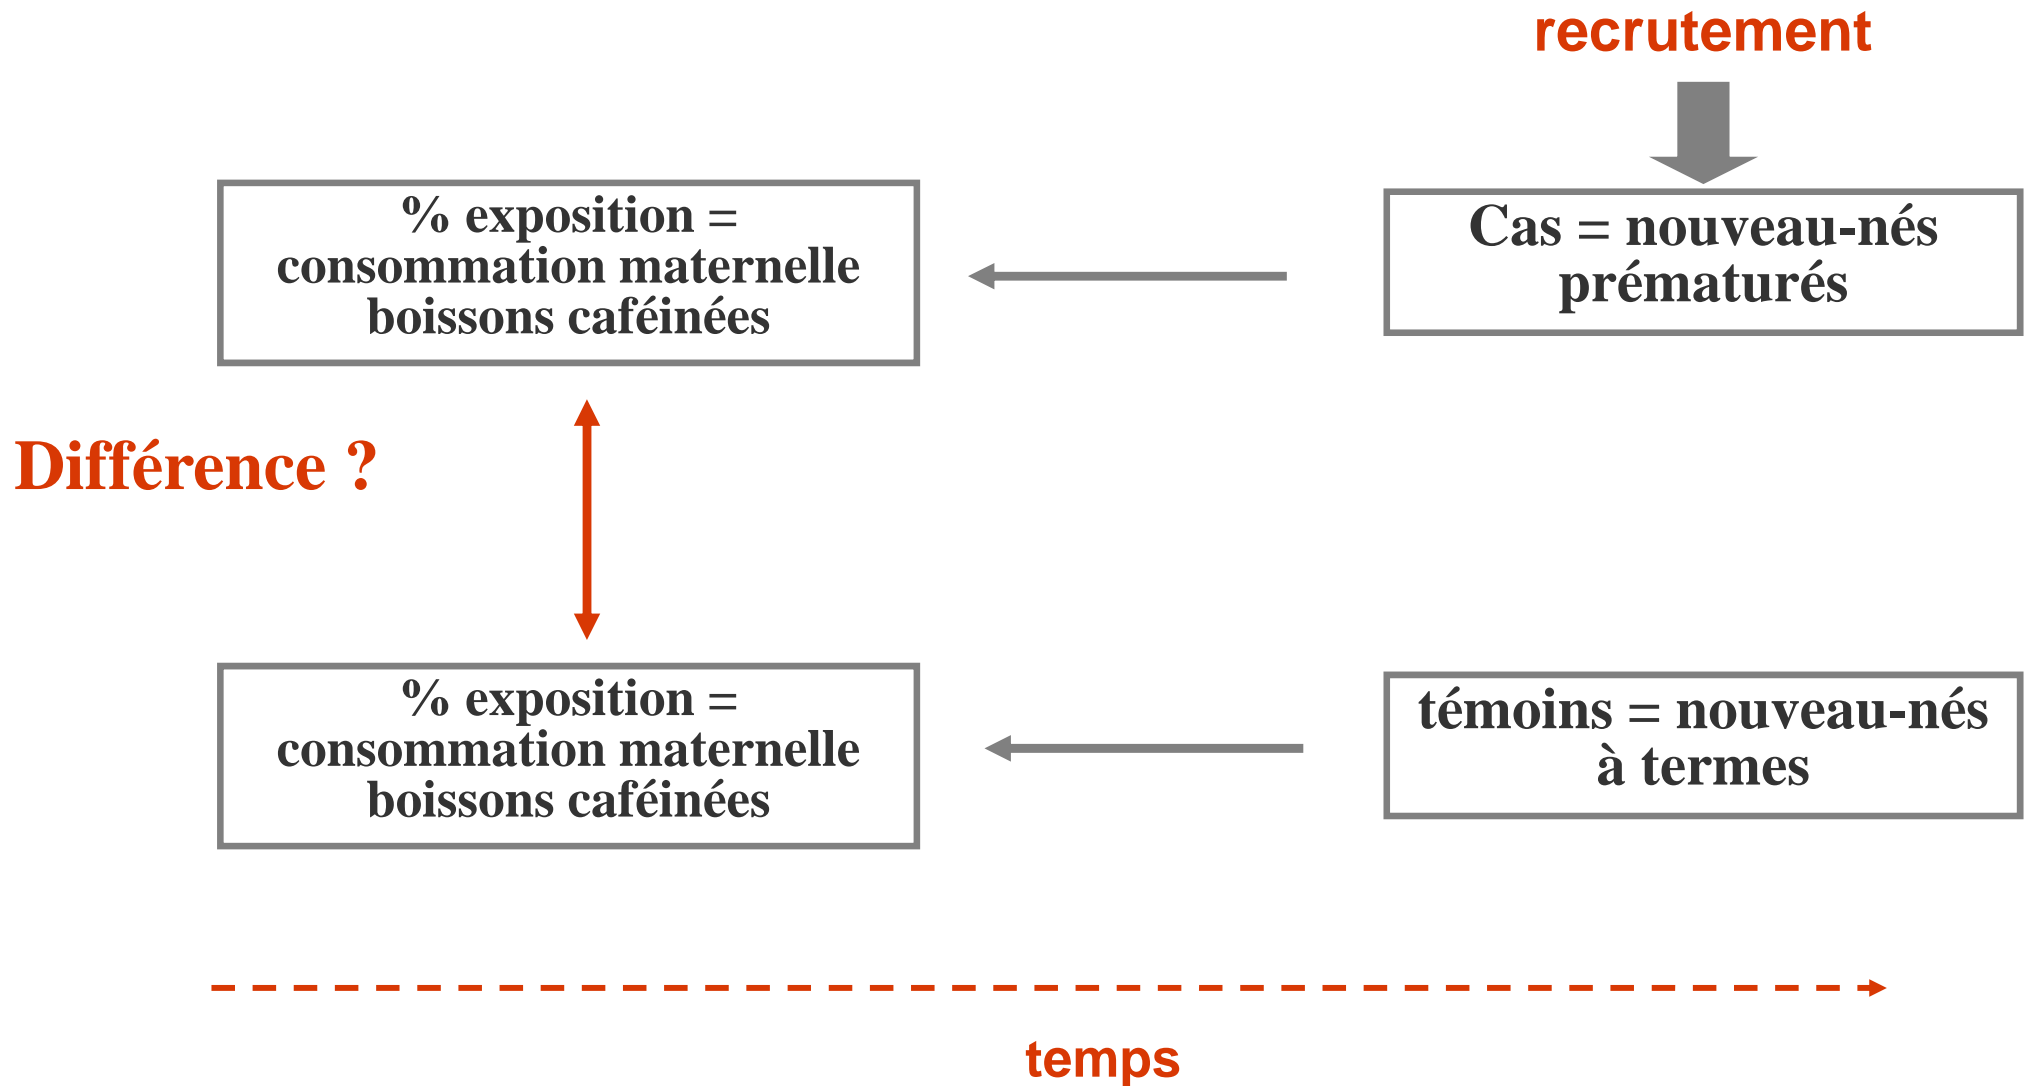 recrutement
% exposition =
consommation maternelle
boissons caféinées
Cas = nouveau-nés
prématurés
Différence ?
% exposition =
consommation maternelle
boissons caféinées
témoins = nouveau-nés
à termes
temps